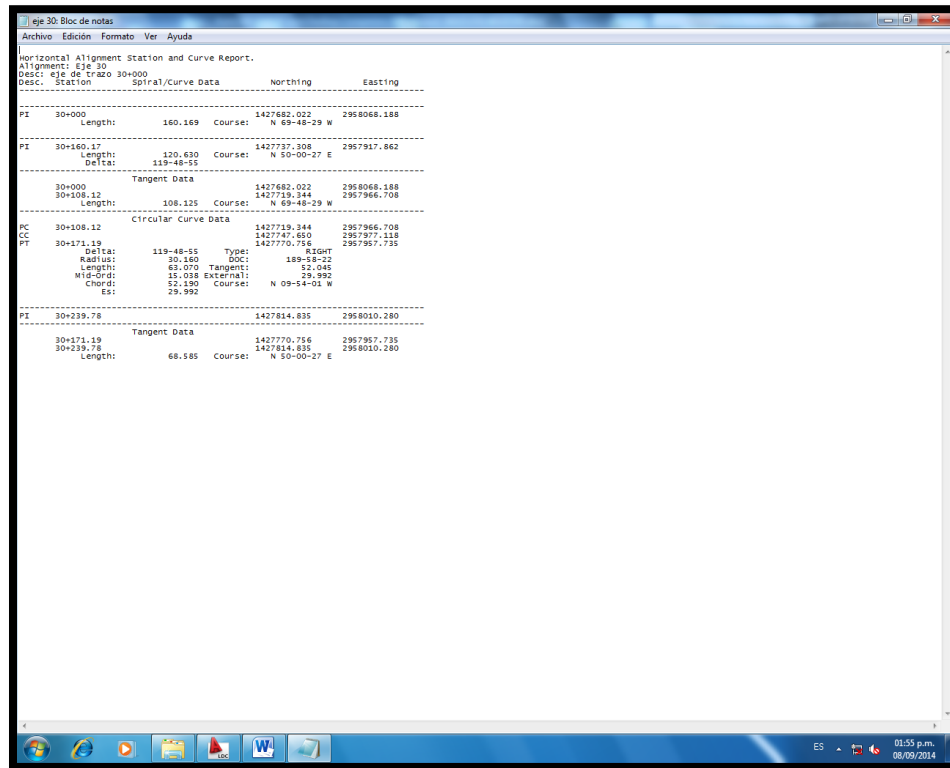 eje 30: Bloc de notas
Archivo Edición Formato Ver Ayuda
Horizontal Alignment Station and Curve Report.
Alignment: Eje 30
Desc: eje de trazo 30+000
Desc. Station Spiral/Curve Data Northing Easting
--------------------------------------------------------------------
--------------------------------------------------------------------
PI 30+000 1427682.022 2958068.188
Length: 160.169 Course: N 69-48-29 W
--------------------------------------------------------------------
PI 30+160.17 1427737.308 2957917.862
Length: 120.630 Course: N 50-00-27 E
Delta: 119-48-55
--------------------------------------------------------------------
Tangent Data
30+000 1427682.022 2958068.188
30+108.12 1427719.344 2957966.708
Length: 108.125 Course: N 69-48-29 W
--------------------------------------------------------------------
Circular Curve Data
PC 30+108.12 1427719.344 2957966.708
CC 1427747.650 2957977.118
PT 30+171.19 1427770.756 2957957.735
Delta: 119-48-55 Type: RIGHT
Radius: 30.160 DOC: 189-58-22
Length: 63.070 Tangent: 52.045
Mid-Ord: 15.038 External: 29.992
Chord: 52.190 Course: N 09-54-01 W
Es: 29.992
--------------------------------------------------------------------
PI 30+239.78 1427814.835 2958010.280
--------------------------------------------------------------------
Tangent Data
30+171.19 1427770.756 2957957.735
30+239.78 1427814.835 2958010.280
Length: 68.585 Course: N 50-00-27 E
LDC
W
ES
01:55 p.m.
08/09/2014